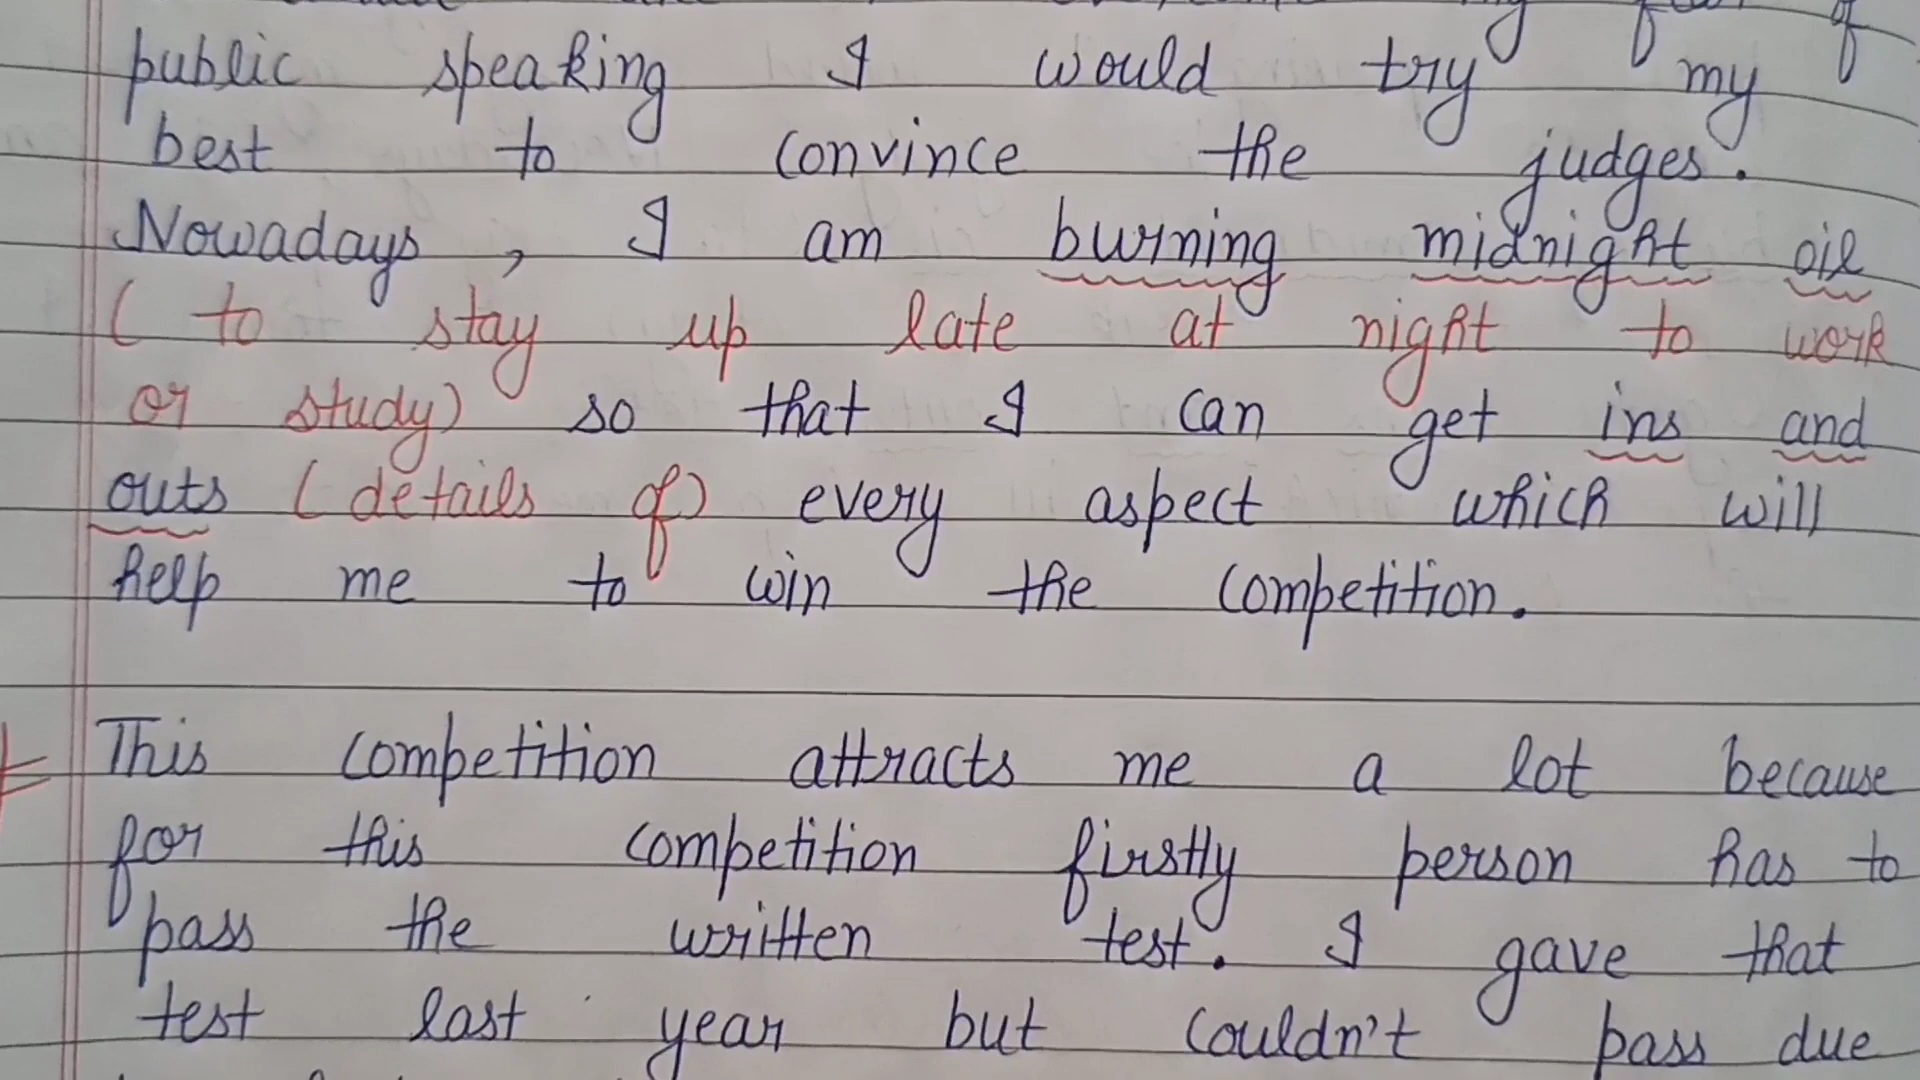 public speaking I would try my
best to convince the judges.
Nowadays, I am burning midnight oil
( to stay up late at night to work
or study) so that I can get ins and
outs (details of) every aspect which will
help me to win the competition.
This competition attracts me a lot because
for this competition firstly person has to
pass the written test. I gave that
test last year but couldn't pass due